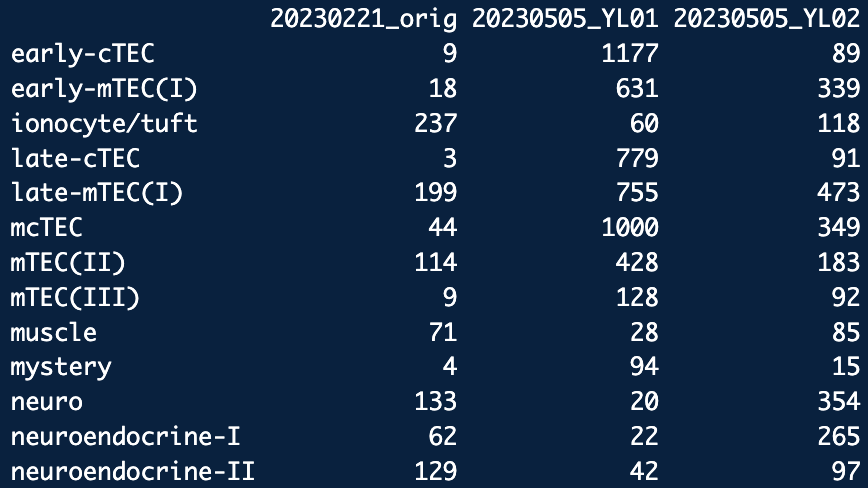 20230221_orig 20230505_YL01 20230505_YL02
early-cTEC 9 1177 89
early-mTEC(I) 18 631 339
ionocyte/tuft 237 60 118
late-cTEC 3 779 91
late-mTEC(I) 199 755 473
mcTEC 44 1000 349
mTEC(II) 114 428 183
mTEC(III) 9 128 92
muscle 71 28 85
mystery 4 94 15
neuro 133 20 354
neuroendocrine-I 62 22 265
neuroendocrine-II 129 42 97